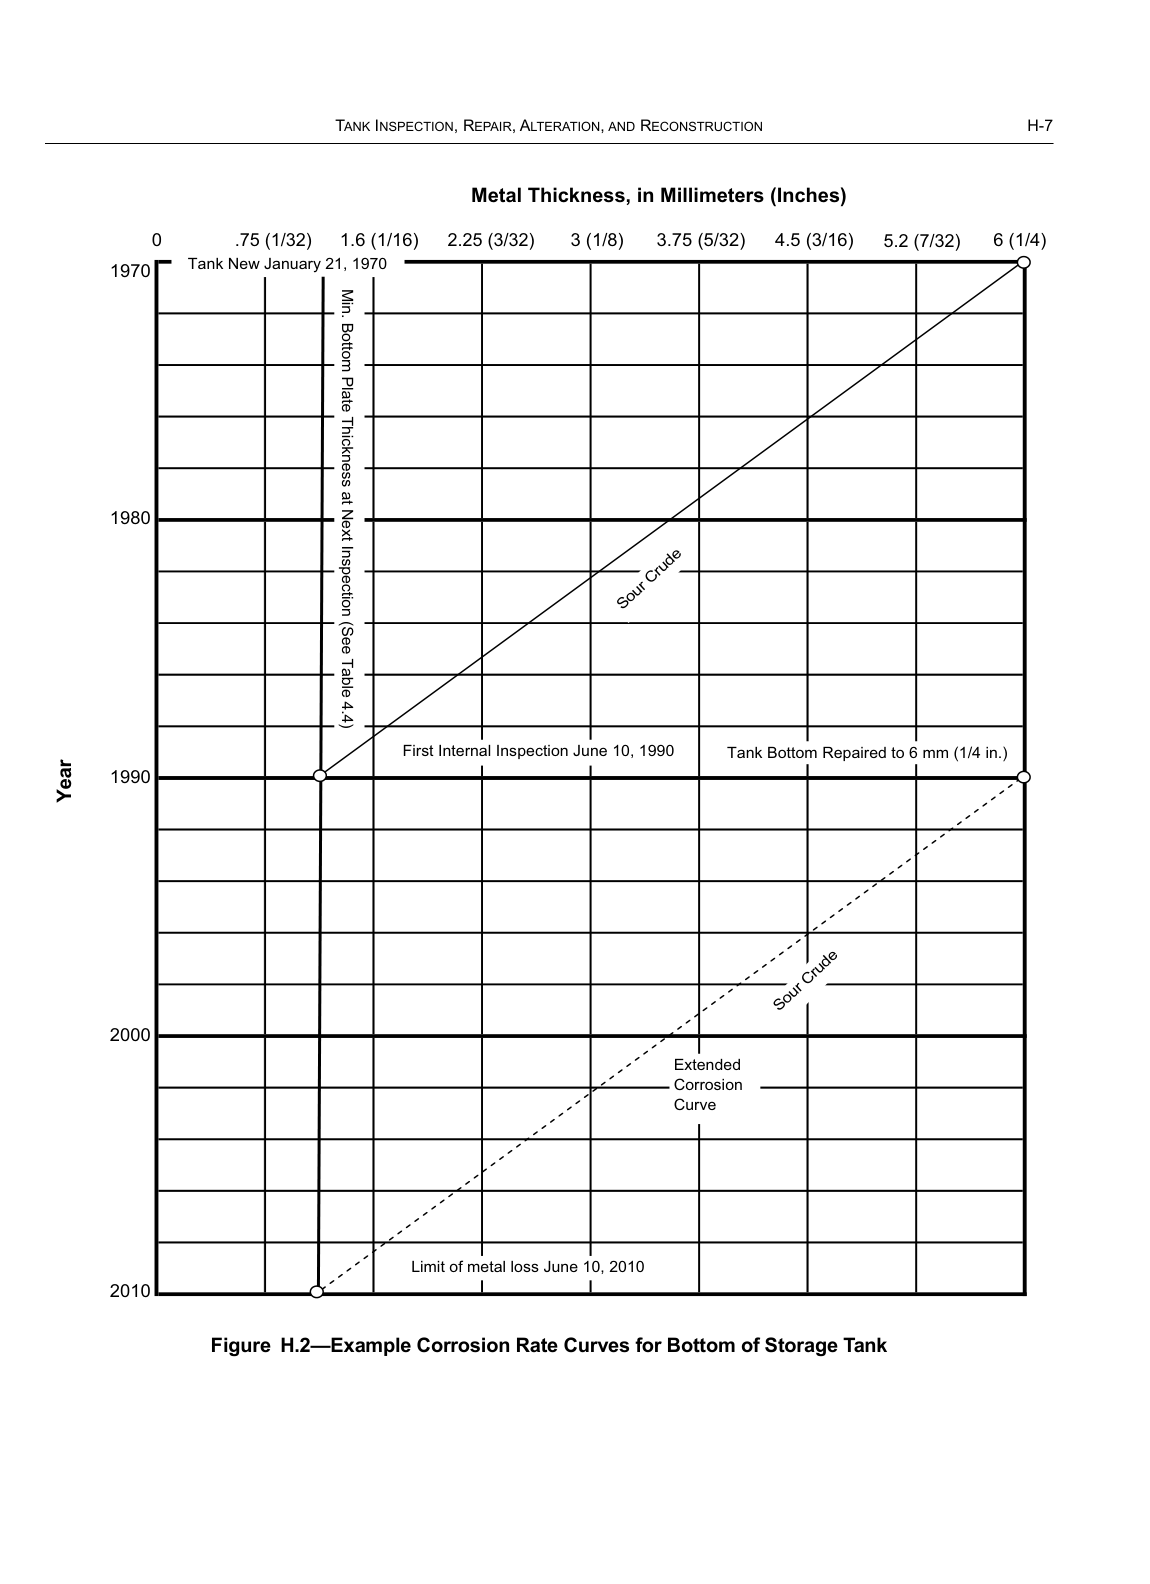 TANK INSPECTION, REPAIR, ALTERATION, AND RECONSTRUCTION H-7
Metal Thickness, in Millimeters (Inches)
0 .75 (1/32) 1.6 (1/16) 2.25 (3/32) 3 (1/8) 3.75 (5/32) 4.5 (3/16) 5.2 (7/32) 6 (1/4)
1970
Tank New January 21, 1970
Min. Bottom Plate Thickness at Next Inspection (See Table 4.4)
1980
Sour Crude
First Internal Inspection June 10, 1990
Tank Bottom Repaired to 6 mm (1/4 in.)
Year
1990
Sour Crude
2000
Extended
Corrosion
Curve
Limit of metal loss June 10, 2010
2010
Figure H.2—Example Corrosion Rate Curves for Bottom of Storage Tank